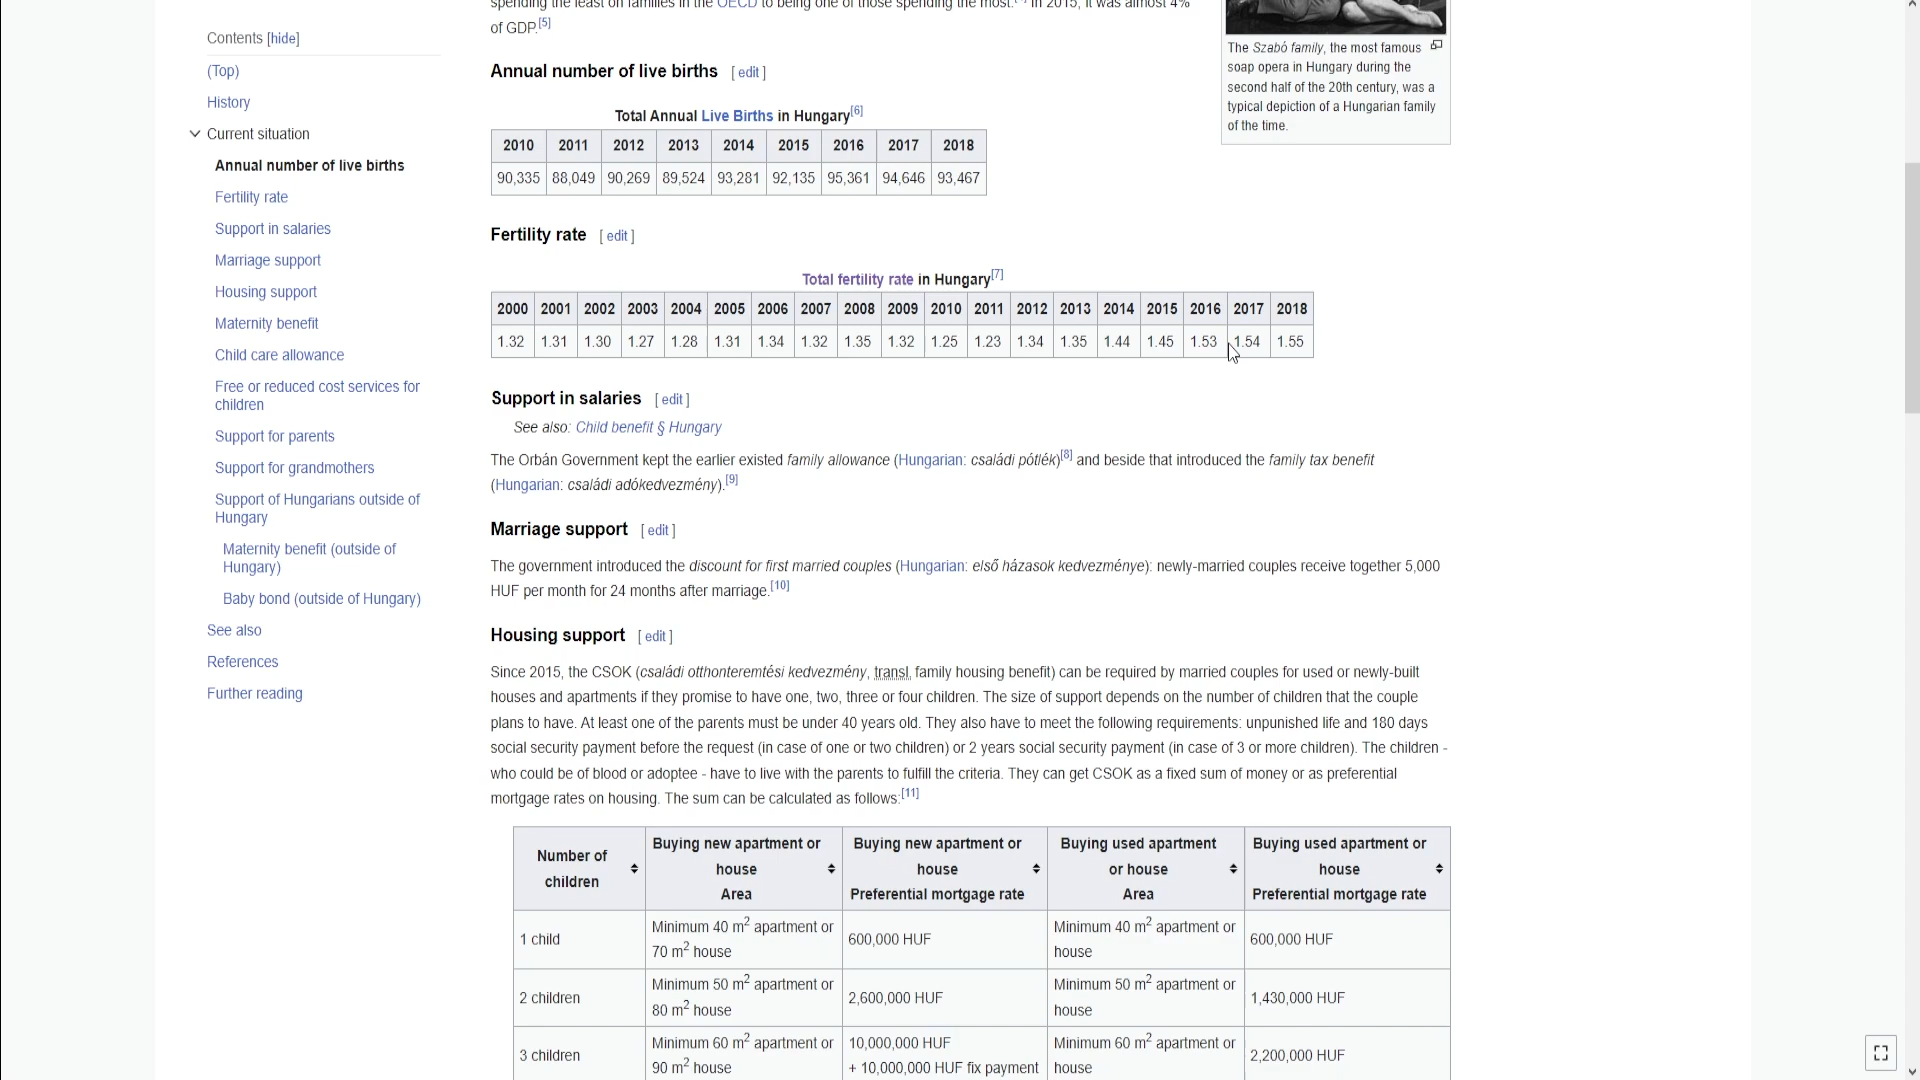 spending the least on families in the OECD to being one of those spending the most. In 2015, it was almost 4%
of GDP.[5]
Contents [hide]
(Top)
History
Current situation
Annual number of live births
Fertility rate
Support in salaries
Marriage support
Housing support
Maternity benefit
Child care allowance
Free or reduced cost services for
children
Support for parents
Support for grandmothers
Support of Hungarians outside of
Hungary
Maternity benefit (outside of
Hungary)
Baby bond (outside of Hungary)
See also
References
Further reading
The Szabó family, the most famous
soap opera in Hungary during the
second half of the 20th century, was a
typical depiction of a Hungarian family
of the time.
Annual number of live births [ edit ]
Total Annual Live Births in Hungary[6]
2010 2011 2012 2013 2014 2015 2016 2017 2018
90,335 88,049 90,269 89,524 93,281 92,135 95,361 94,646 93,467
Fertility rate [ edit ]
Total fertility rate in Hungary[7]
2000 2001 2002 2003 2004 2005 2006 2007 2008 2009 2010 2011 2012 2013 2014 2015 2016 2017 2018
1.32 1.31 1.30 1.27 1.28 1.31 1.34 1.32 1.35 1.32 1.25 1.23 1.34 1.35 1.44 1.45 1.53 1.54 1.55
Support in salaries [ edit ]
See also: Child benefit § Hungary
The Orbán Government kept the earlier existed family allowance (Hungarian: családi pótlék)[8] and beside that introduced the family tax benefit
(Hungarian: családi adókedvezmény).[9]
Marriage support [ edit ]
The government introduced the discount for first married couples (Hungarian: első házasok kedvezménye): newly-married couples receive together 5,000
HUF per month for 24 months after marriage.[10]
Housing support [ edit ]
Since 2015, the CSOK (családi otthonteremtési kedvezmény, transl. family housing benefit) can be required by married couples for used or newly-built
houses and apartments if they promise to have one, two, three or four children. The size of support depends on the number of children that the couple
plans to have. At least one of the parents must be under 40 years old. They also have to meet the following requirements: unpunished life and 180 days
social security payment before the request (in case of one or two children) or 2 years social security payment (in case of 3 or more children). The children -
who could be of blood or adoptee - have to live with the parents to fulfill the criteria. They can get CSOK as a fixed sum of money or as preferential
mortgage rates on housing. The sum can be calculated as follows:[11]
Number of
children
Buying new apartment or
house
Area
Buying new apartment or
house
Preferential mortgage rate
Buying used apartment
or house
Area
Buying used apartment or
house
Preferential mortgage rate
1 child
Minimum 40 m2 apartment or
70 m2 house
600,000 HUF
Minimum 40 m2 apartment or
house
600,000 HUF
2 children
Minimum 50 m2 apartment or
80 m2 house
2,600,000 HUF
Minimum 50 m2 apartment or
house
1,430,000 HUF
3 children
Minimum 60 m2 apartment or
90 m2 house
10,000,000 HUF
+ 10,000,000 HUF fix payment
Minimum 60 m2 apartment or
house
2,200,000 HUF